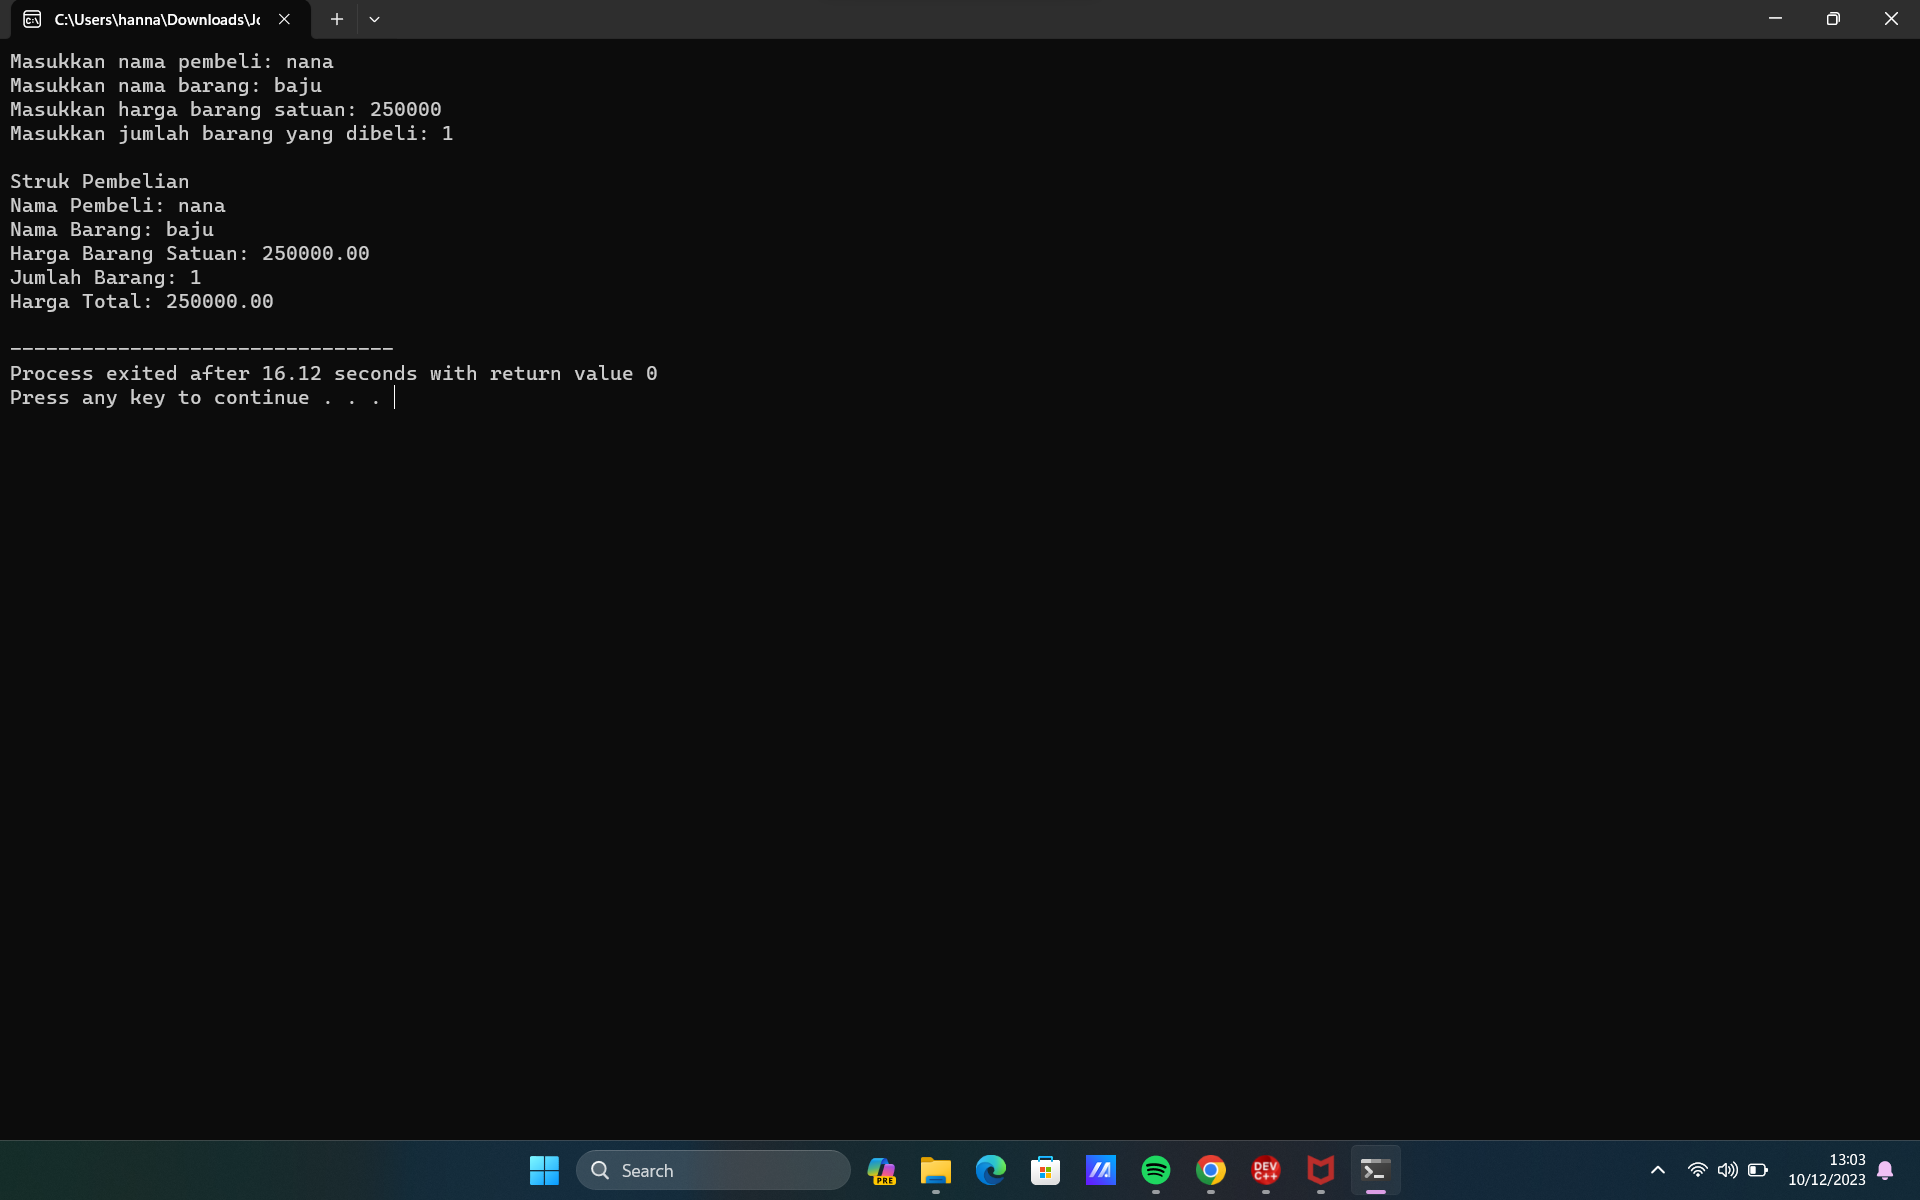 C:\Users\hanna\Downloads\Jo
Masukkan nama pembeli: nana
Masukkan nama barang: baju
Masukkan harga barang satuan: 250000
Masukkan jumlah barang yang dibeli: 1
Struk Pembelian
Nama Pembeli: nana
Nama Barang: baju
Harga Barang Satuan: 250000.00
Jumlah Barang: 1
Harga Total: 250000.00
--------------------------------
Process exited after 16.12 seconds with return value 0
Press any key to continue . . .
Search
PRE
DEV
C++
13:03
10/12/2023